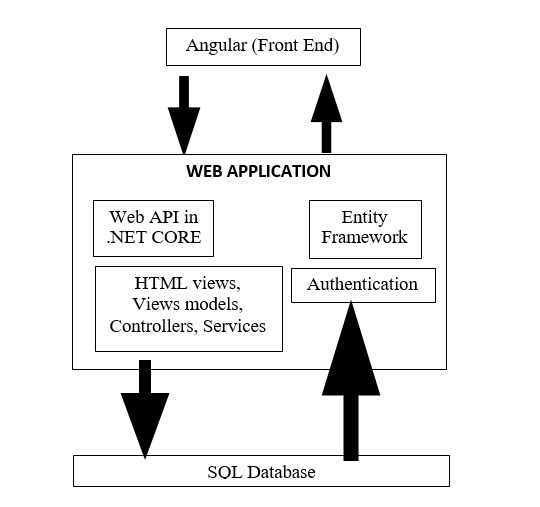 Angular (Front End)
WEB APPLICATION
Web API in
.NET CORE
Entity
Framework
HTML views,
Views models,
Controllers, Services
Authentication
SQL Database